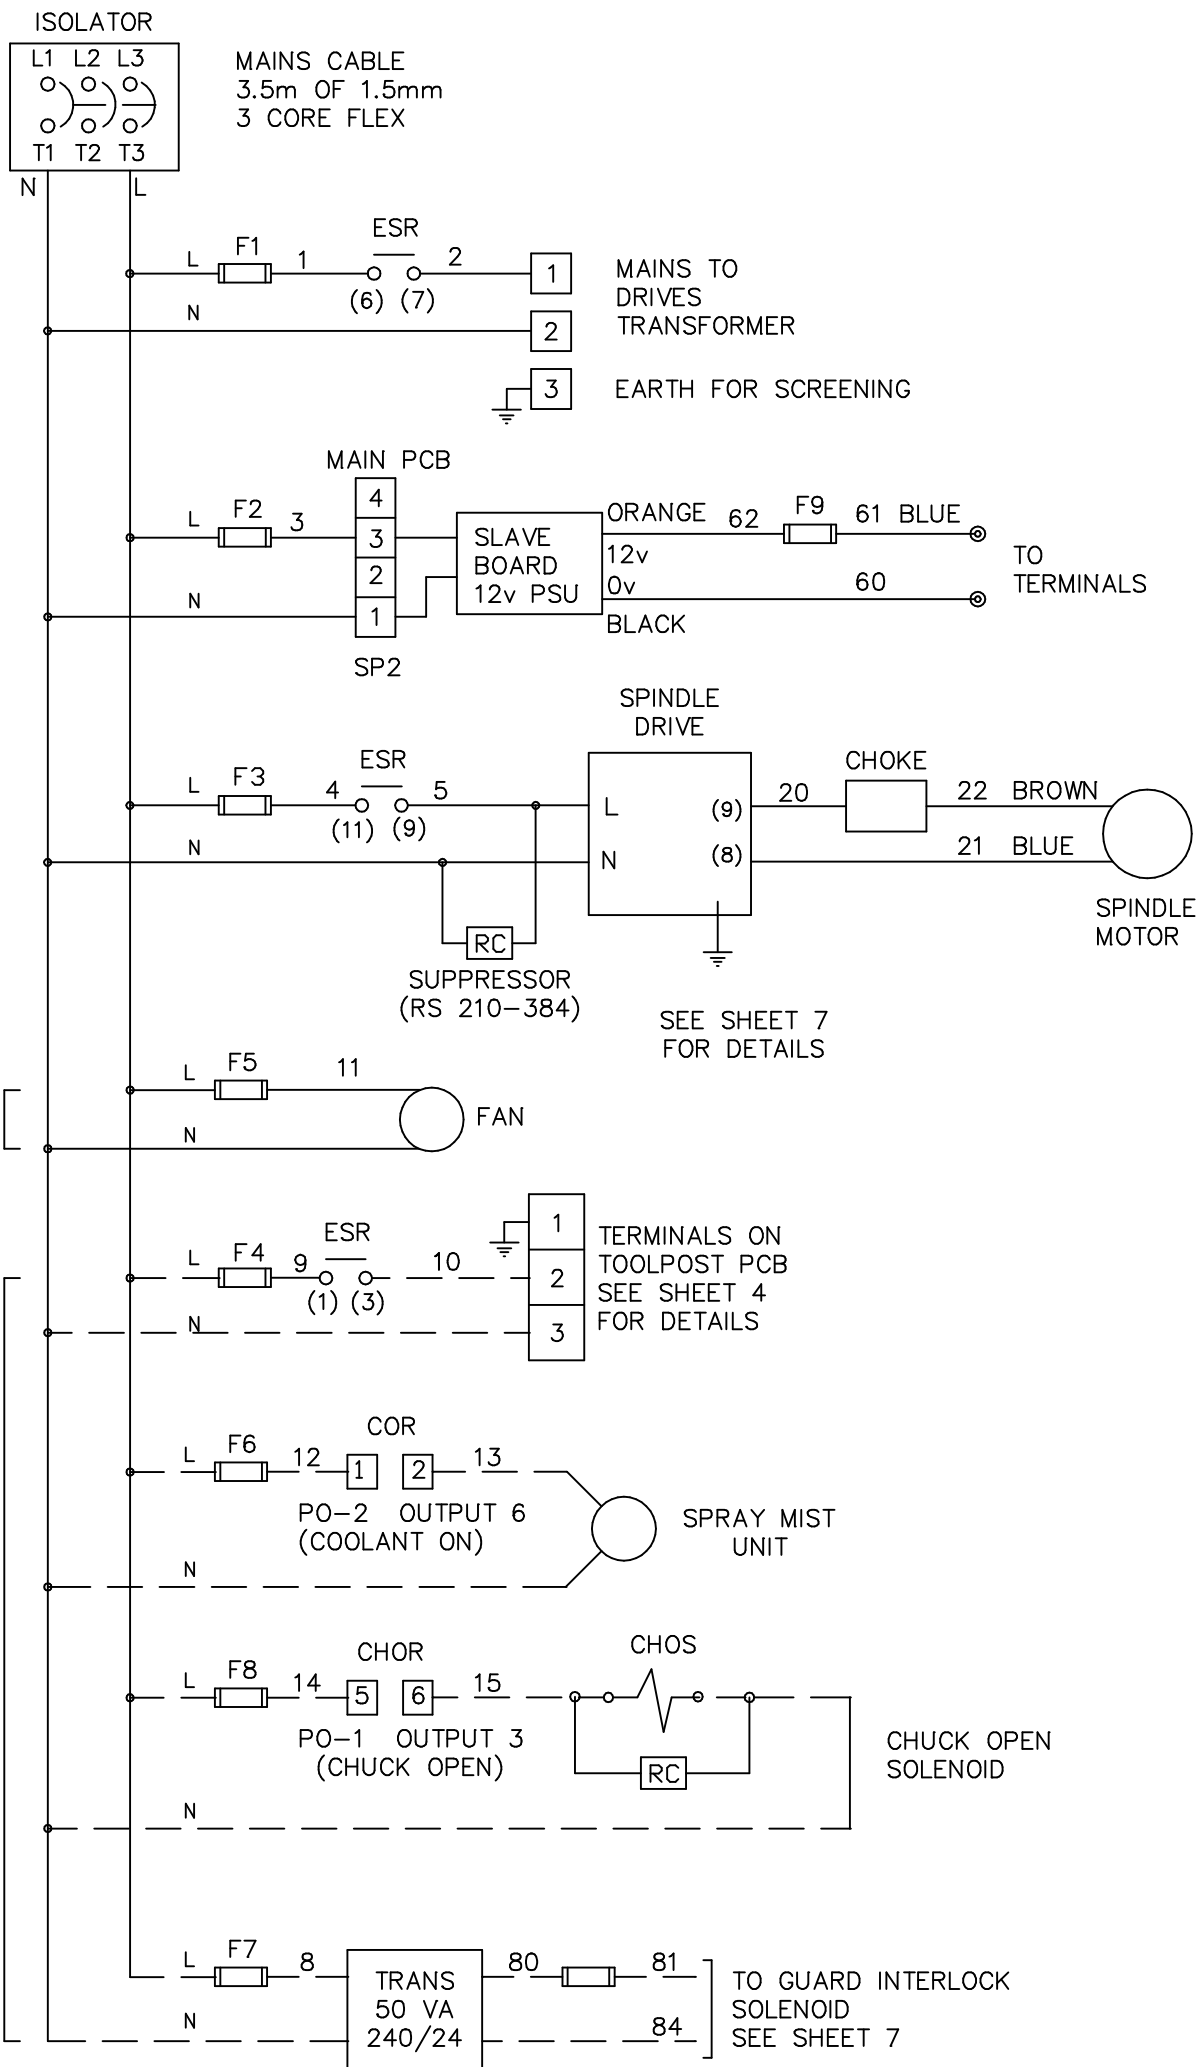 ISOLATOR
L1 L2 L3
T1 T2 T3
N L
MAINS CABLE
3.5m OF 1.5mm
3 CORE FLEX
L F1 1 ESR 2 1
(6) (7)
N 2
MAINS TO
DRIVES
TRANSFORMER
3 EARTH FOR SCREENING
MAIN PCB
4
L F2 3 3
2
N 1
SP2
SLAVE
BOARD
12v PSU
ORANGE 62 F9 61 BLUE
12v
0v 60
BLACK
TO
TERMINALS
SPINDLE
DRIVE
L F3 4 ESR 5 L (9) 20 CHOKE 22 BROWN
(11) (9)
N N (8) 21 BLUE
SPINDLE
MOTOR
RC
SUPPRESSOR
(RS 210-384)
SEE SHEET 7
FOR DETAILS
L F5 11
FAN
N
L F4 9 ESR 10
(1) (3)
N
1
2
3
TERMINALS ON
TOOLPOST PCB
SEE SHEET 4
FOR DETAILS
COR
L F6 12 1 2 13
PO-2 OUTPUT 6
(COOLANT ON)
N
SPRAY MIST
UNIT
CHOR CHOS
L F8 14 5 6 15
PO-1 OUTPUT 3
(CHUCK OPEN)
RC
N
CHUCK OPEN
SOLENOID
L F7 8
N
TRANS
50 VA
240/24
80 81
84
TO GUARD INTERLOCK
SOLENOID
SEE SHEET 7